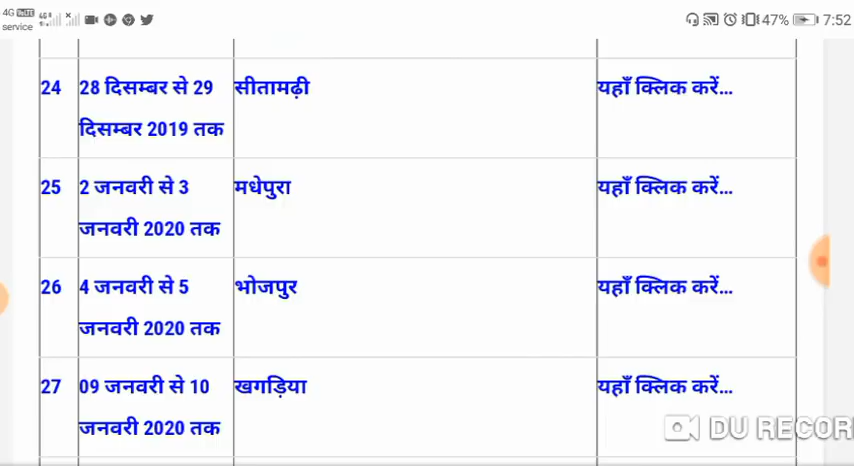 4G VoLTE 47% 7:52
service
24 28 दिसम्बर से 29 सीतामढ़ी यहाँ क्लिक करें...
दिसम्बर 2019 तक
25 2 जनवरी से 3 मधेपुरा यहाँ क्लिक करें...
जनवरी 2020 तक
26 4 जनवरी से 5 भोजपुर यहाँ क्लिक करें...
जनवरी 2020 तक
27 09 जनवरी से 10 खगड़िया यहाँ क्लिक करें...
जनवरी 2020 तक
DU RECOR